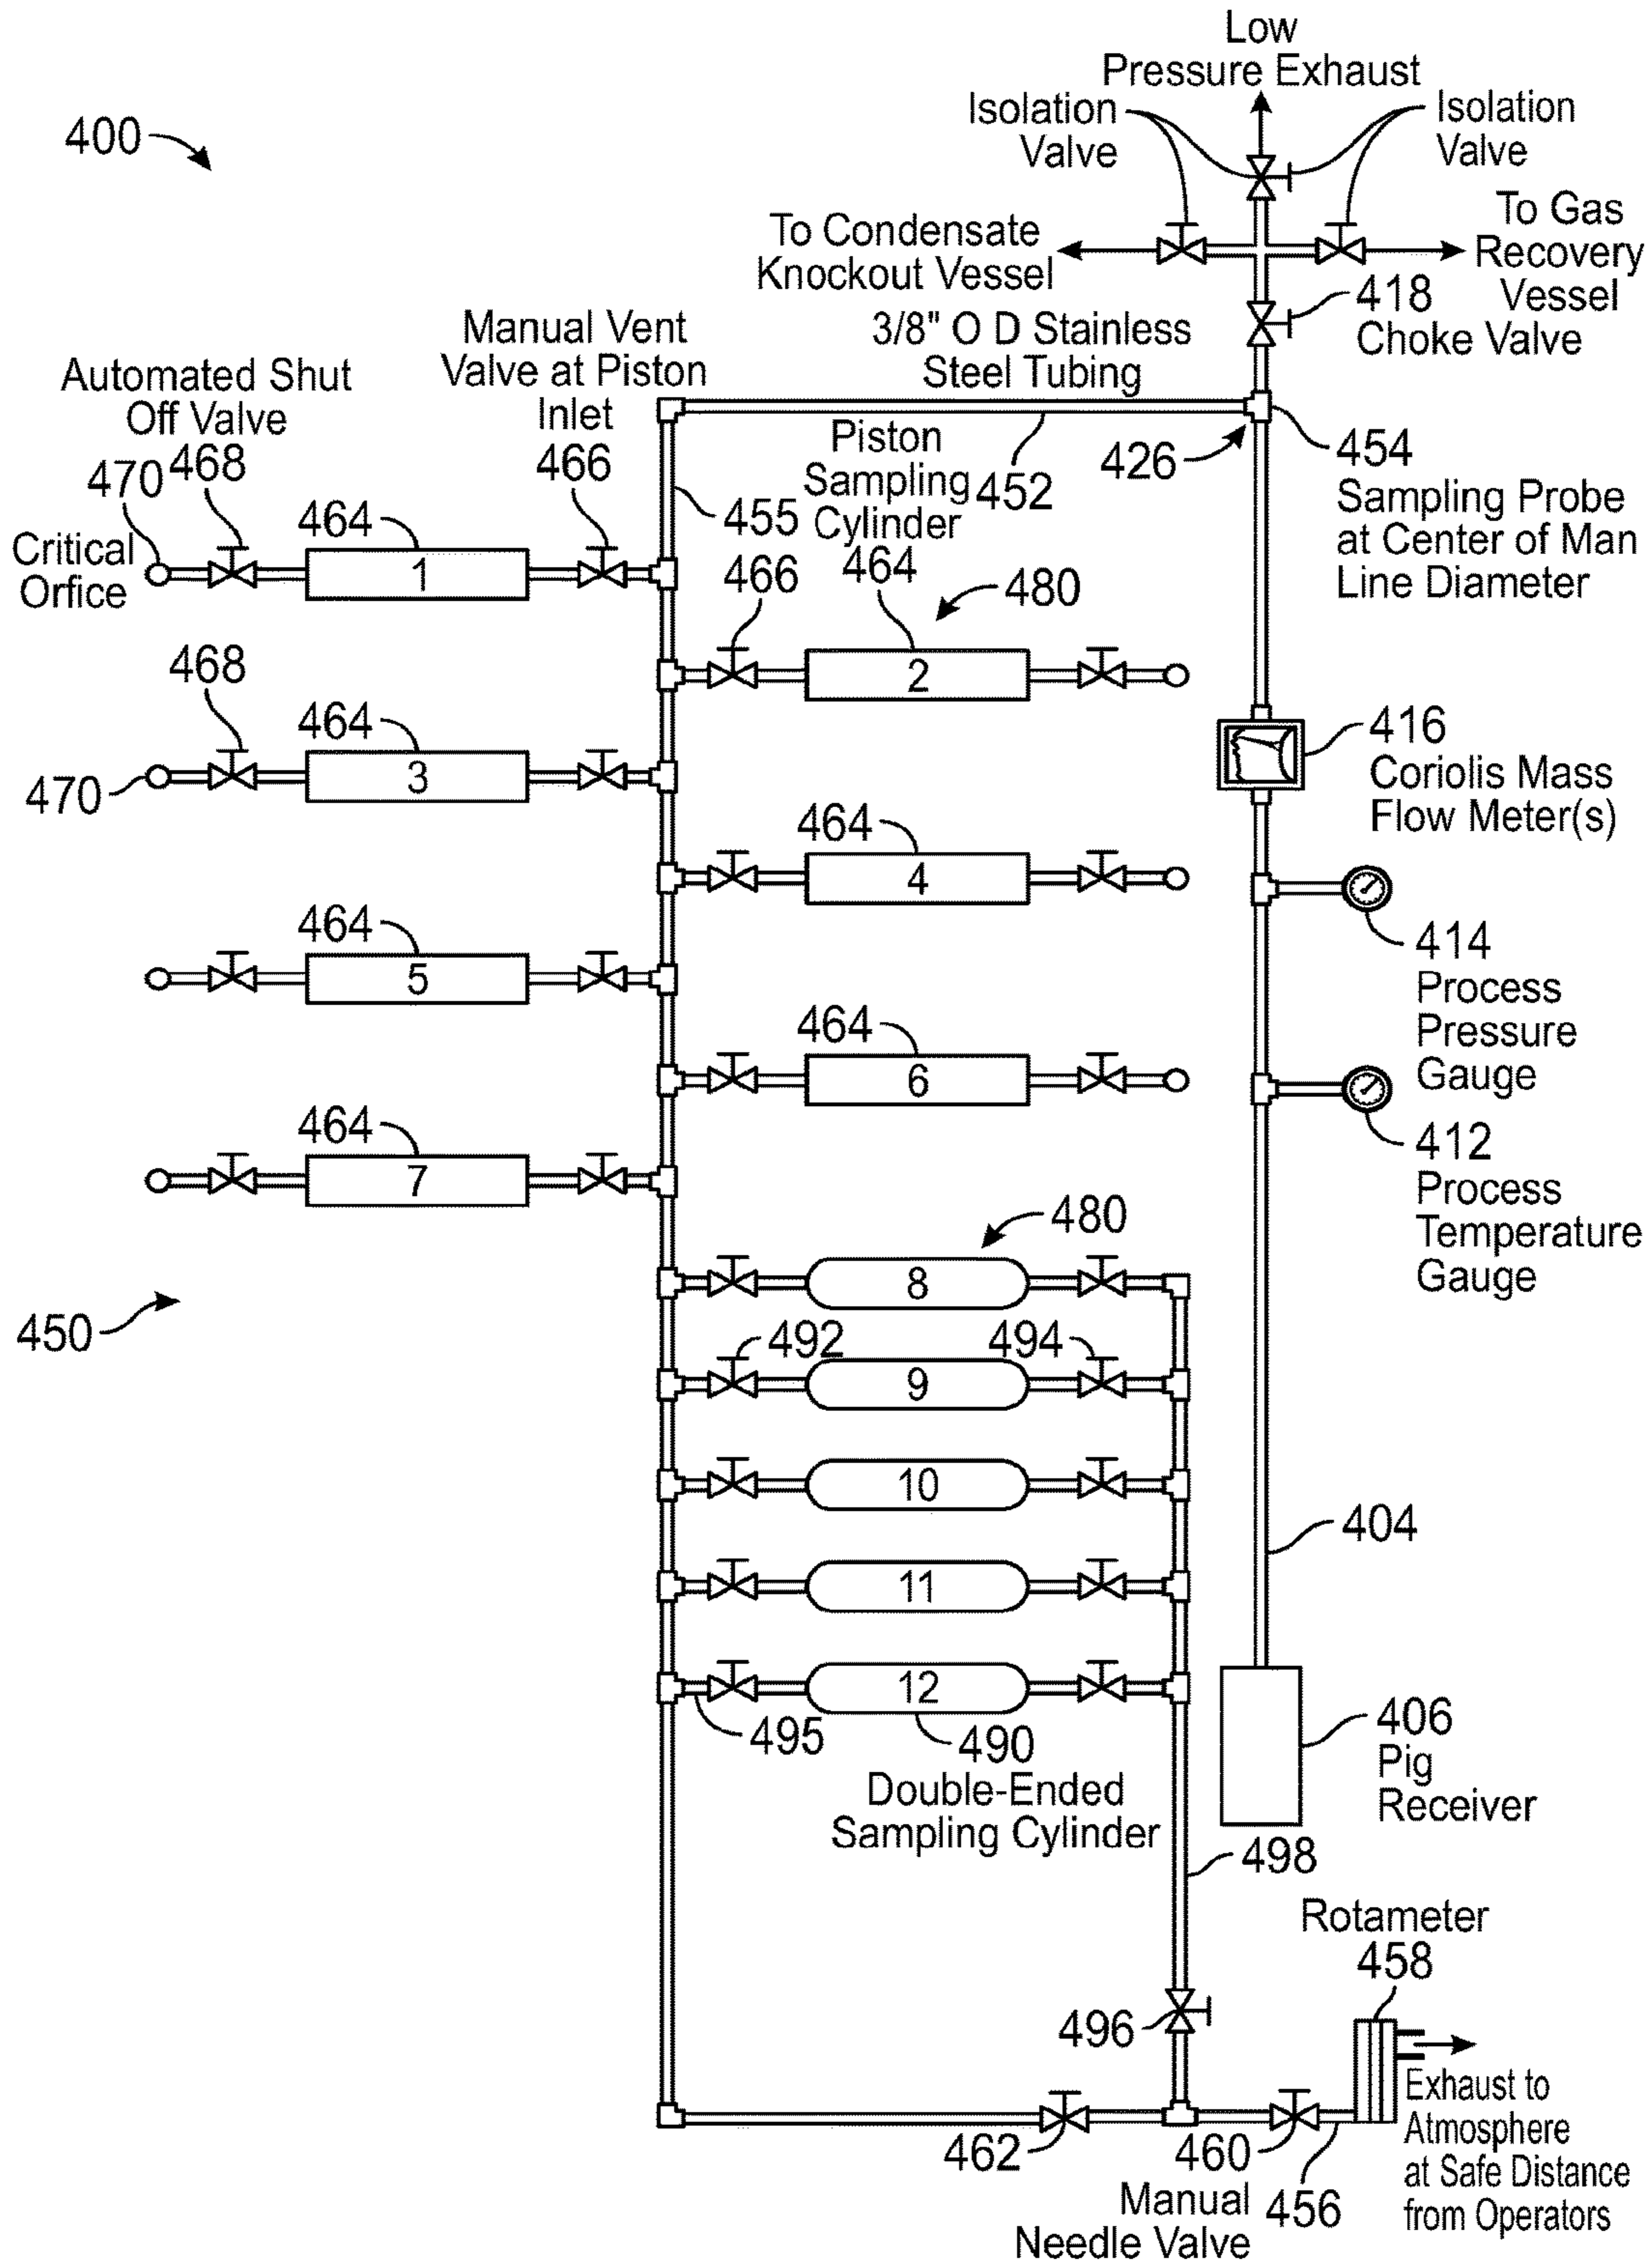 Low
Pressure Exhaust
Isolation
Valve
Isolation
Valve
400
To Condensate
Knockout Vessel
To Gas
Recovery
Vessel
418
Choke Valve
3/8" O D Stainless
Steel Tubing
Manual Vent
Valve at Piston
Inlet
466
Automated Shut
Off Valve
468
470
Critical
Orfice
464
1
455
Piston
Sampling
Cylinder
464
452
426
454
Sampling Probe
at Center of Man
Line Diameter
466
480
2
468
464
3
470
416
Coriolis Mass
Flow Meter(s)
464
4
414
Process
Pressure
Gauge
464
5
464
6
412
Process
Temperature
Gauge
464
7
480
8
450
492
494
9
10
404
11
12
495
490
Double-Ended
Sampling Cylinder
406
Pig
Receiver
498
Rotameter
458
496
Exhaust to
Atmosphere
at Safe Distance
from Operators
462
460
Manual
Needle Valve
456